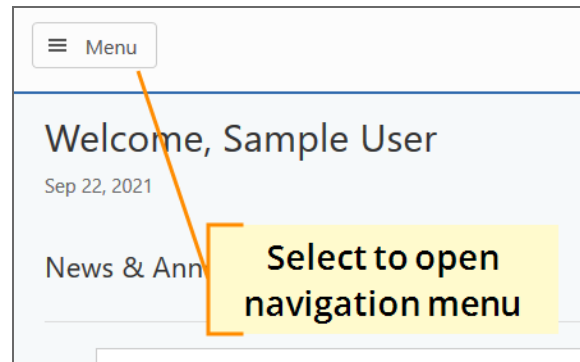 Menu
Welcome, Sample User
Sep 22, 2021
News & Ann
Select to open
navigation menu